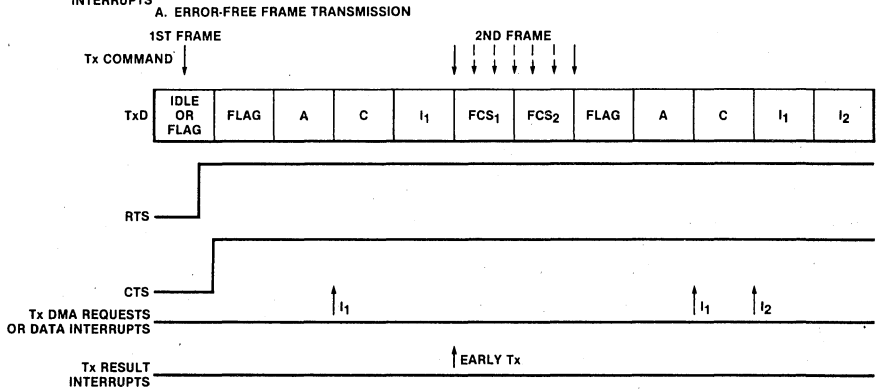 INTERRUPTS
A. ERROR-FREE FRAME TRANSMISSION
1ST FRAME
2ND FRAME
Tx COMMAND
TxD
IDLE
OR
FLAG
FLAG
A
C
I₁
FCS₁
FCS₂
FLAG
A
C
I₁
I₂
RTS
CTS
I₁
I₁
I₂
Tx DMA REQUESTS
OR DATA INTERRUPTS
EARLY Tx
Tx RESULT
INTERRUPTS